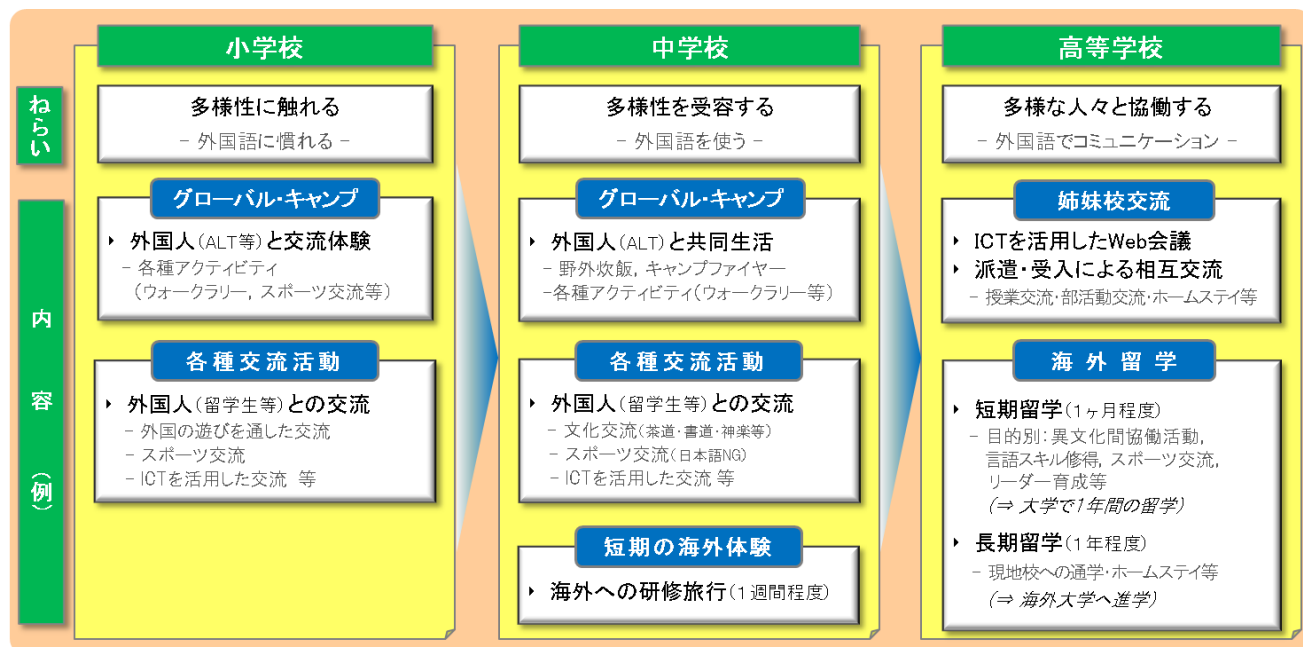 小学校
中学校
高等学校
ねらい
多様性に触れる
- 外国語に慣れる -
多様性を受容する
- 外国語を使う -
多様な人々と協働する
- 外国語でコミュニケーション -
内容(例)
グローバル・キャンプ
外国人(ALT等)と交流体験
- 各種アクティビティ
(ウォークラリー, スポーツ交流等)
各種交流活動
外国人(留学生等)との交流
- 外国の遊びを通した交流
- スポーツ交流
- ICTを活用した交流 等
グローバル・キャンプ
外国人(ALT)と共同生活
- 野外炊飯, キャンプファイヤー
-各種アクティビティ(ウォークラリー等)
各種交流活動
外国人(留学生等)との交流
- 文化交流(茶道・書道・神楽等)
- スポーツ交流(日本語NG)
- ICTを活用した交流 等
短期の海外体験
海外への研修旅行(1週間程度)
姉妹校交流
ICTを活用したWeb会議
派遣・受入による相互交流
- 授業交流・部活動交流・ホームステイ等
海外留学
短期留学(1ヶ月程度)
- 目的別：異文化間協働活動,
言語スキル修得, スポーツ交流,
リーダー育成等
(⇒ 大学で1年間の留学)
長期留学(1年程度)
- 現地校への通学・ホームステイ等
(⇒ 海外大学へ進学)